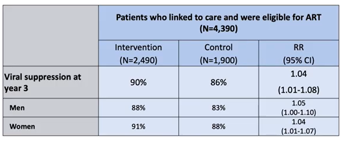 Patients who linked to care and were eligible for ART
(N=4,390)
Intervention
(N=2,490)
Control
(N=1,900)
RR
(95% CI)
Viral suppression at
year 3
90%
86%
1.04
(1.01-1.08)
Men
88%
83%
1.05
(1.00-1.10)
Women
91%
88%
1.04
(1.01-1.07)